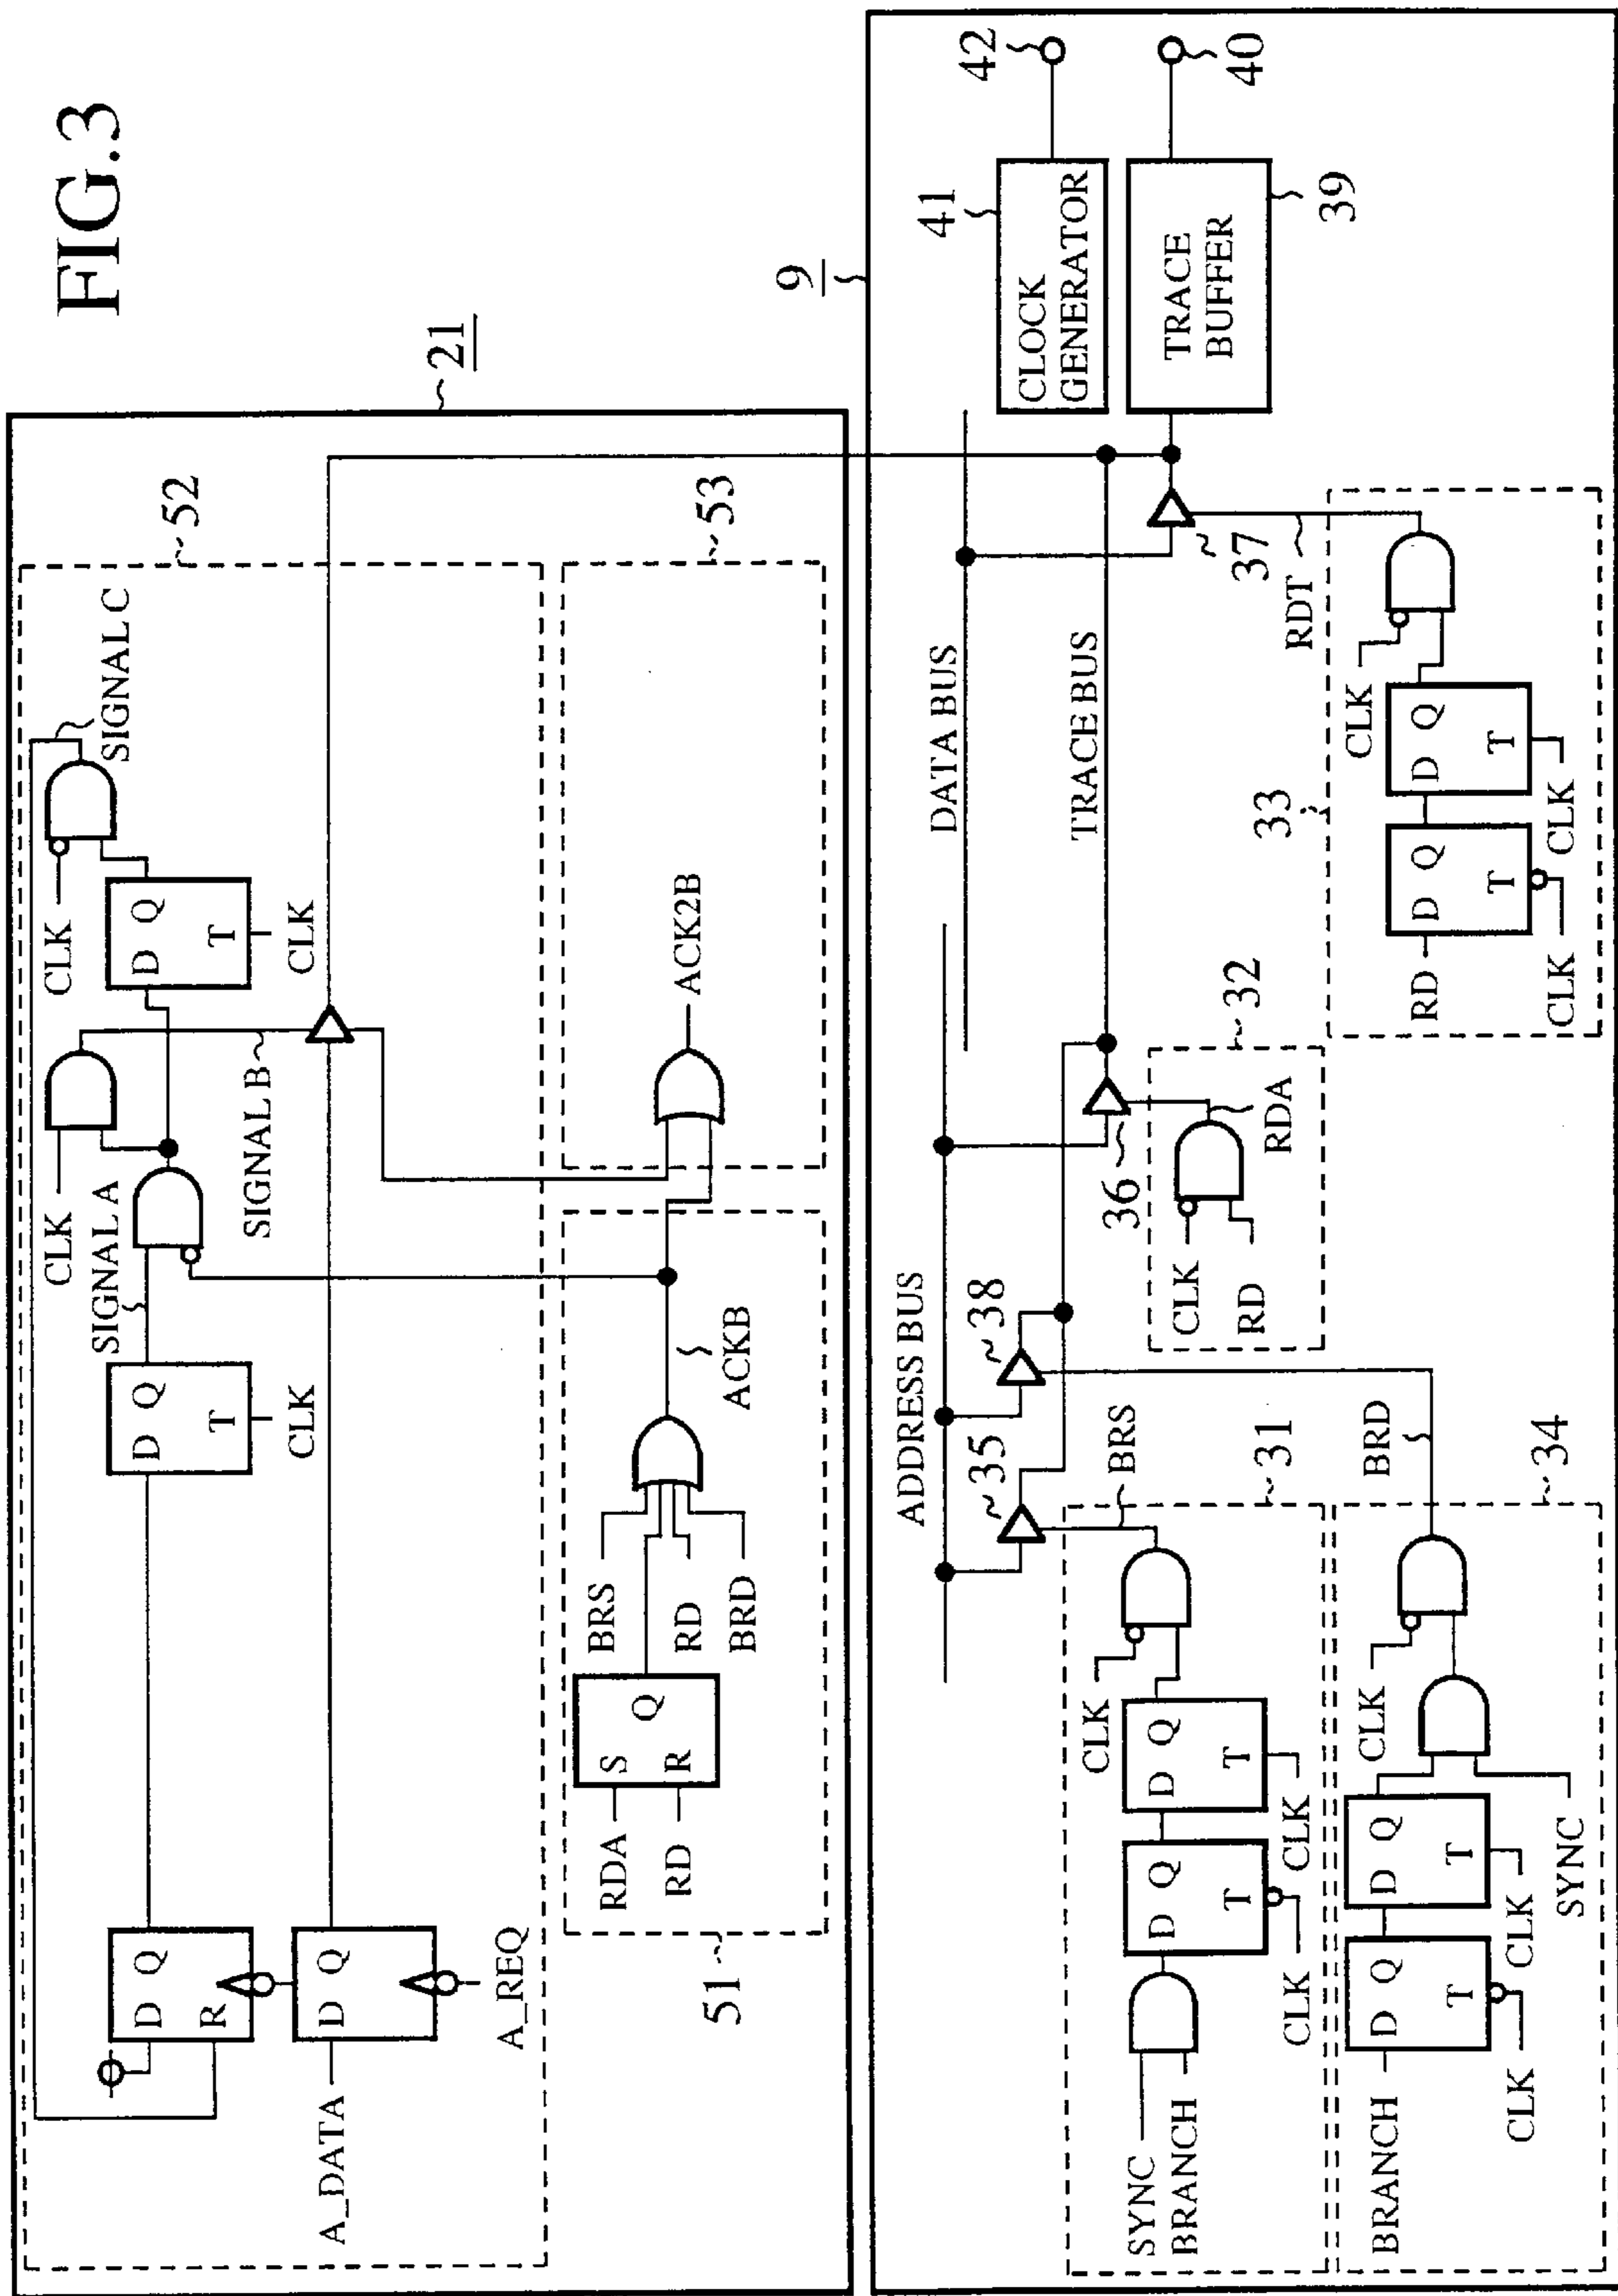 FIG.3
21
52
SIGNAL C
CLK
D Q
T
CLK
CLK
SIGNAL A
SIGNAL B
D Q
T
CLK
D Q
R
A_DATA
D Q
A_REQ
53
ACK2B
ACKB
BRS
RD
BRD
S
Q
R
RDA
RD
51
9
42
40
41
CLOCK
GENERATOR
TRACE
BUFFER
39
DATA BUS
TRACE BUS
37
RDT
33
CLK
D Q
T
D Q
T
RD
CLK
CLK
32
RDA
36
CLK
RD
ADDRESS BUS
38
35
BRS
31
CLK
D Q
T
D Q
T
CLK
CLK
SYNC
BRANCH
BRD
34
CLK
D Q
T
D Q
T
SYNC
CLK
CLK
BRANCH